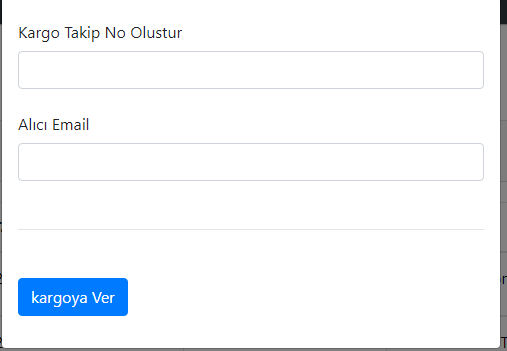 Kargo Takip No Olustur
Alıcı Email
kargoya Ver